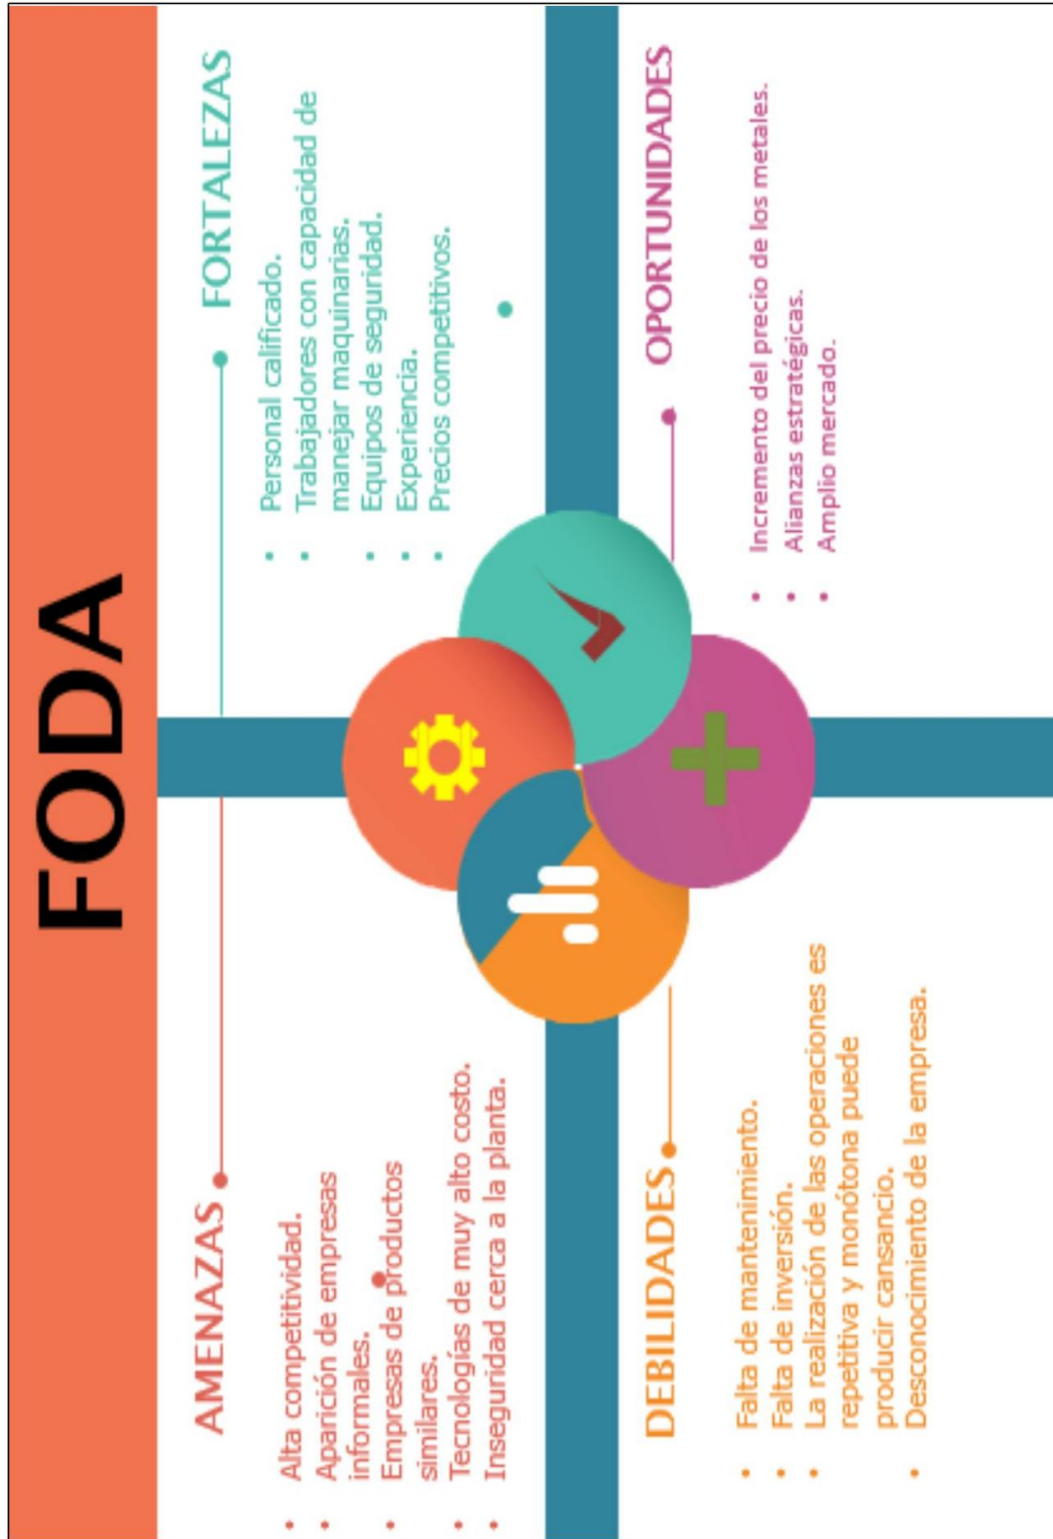 FODA
AMENAZAS
• Alta competitividad.
• Aparición de empresas
informales.
• Empresas de productos
similares.
• Tecnologías de muy alto costo.
• Inseguridad cerca a la planta.
FORTALEZAS
• Personal calificado.
• Trabajadores con capacidad de
manejar maquinarias.
• Equipos de seguridad.
• Experiencia.
• Precios competitivos.
DEBILIDADES
• Falta de mantenimiento.
• Falta de inversión.
• La realización de las operaciones es
repetitiva y monótona puede
producir cansancio.
• Desconocimiento de la empresa.
OPORTUNIDADES
• Incremento del precio de los metales.
• Alianzas estratégicas.
• Amplio mercado.